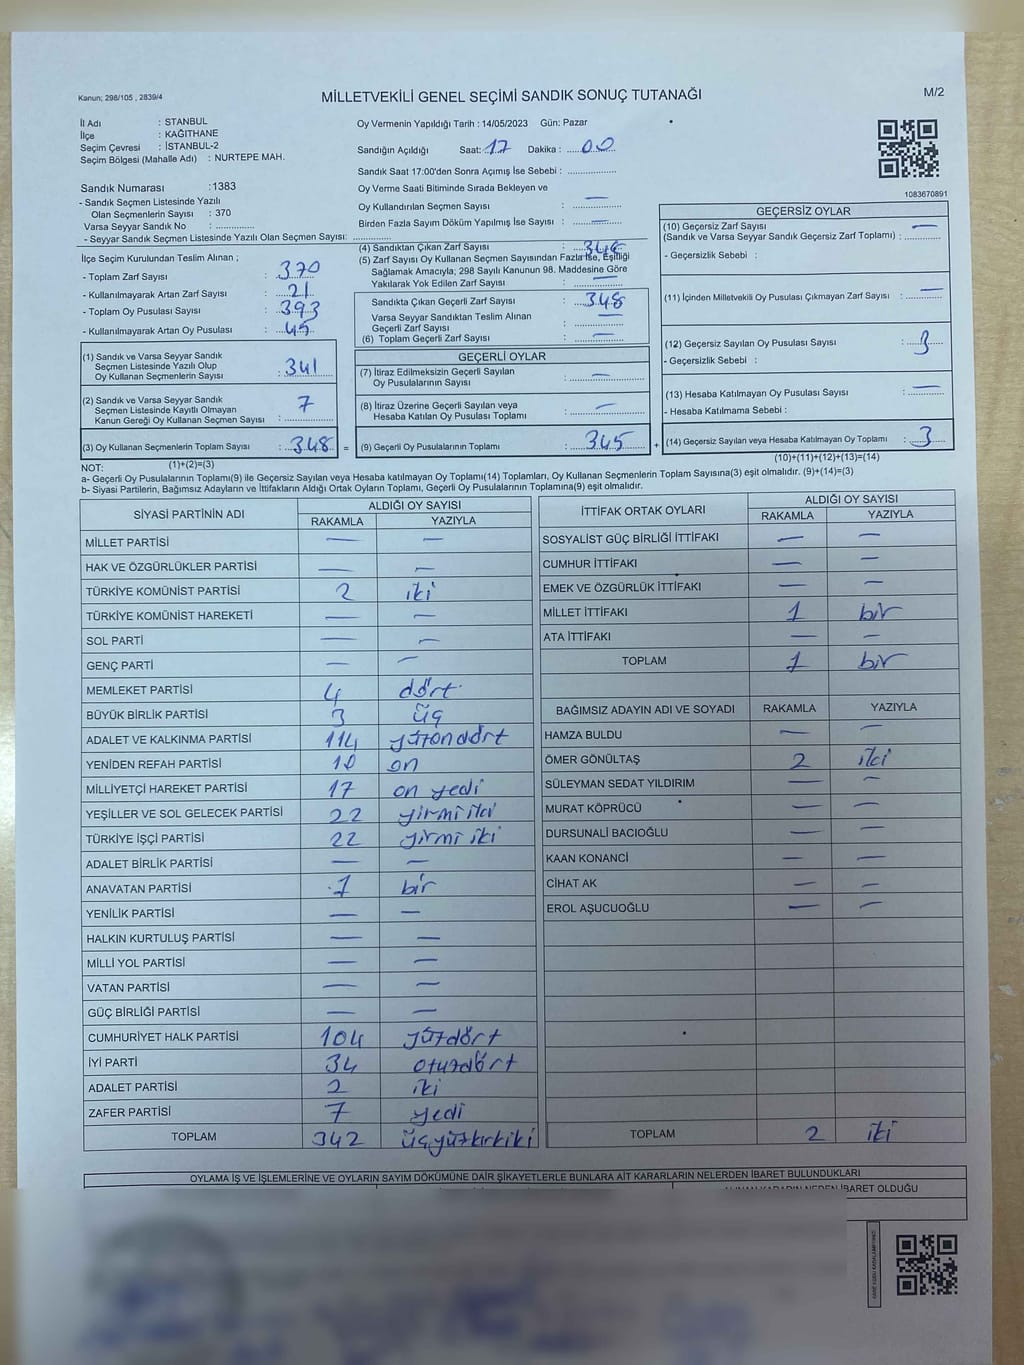 Kanun; 298/105 , 2839/4
MİLLETVEKİLİ GENEL SEÇİMİ SANDIK SONUÇ TUTANAĞI
M/2
İl Adı : STANBUL
İlçe : KAĞITHANE
Seçim Çevresi : İSTANBUL-2
Seçim Bölgesi (Mahalle Adı) : NURTEPE MAH.
Sandık Numarası :1383
- Sandık Seçmen Listesinde Yazılı
Olan Seçmenlerin Sayısı : 370
Varsa Seyyar Sandık No : ..............
- Seyyar Sandık Seçmen Listesinde Yazılı Olan Seçmen Sayısı: ..............
Oy Vermenin Yapıldığı Tarih : 14/05/2023 Gün: Pazar
Sandığın Açıldığı Saat: 17 Dakika : 00
Sandık Saat 17:00'den Sonra Açımış İse Sebebi : ..............
Oy Verme Saati Bitiminde Sırada Bekleyen ve
Oy Kullandırılan Seçmen Sayısı : —
Birden Fazla Sayım Döküm Yapılmış İse Sayısı : —
1083670891
İlçe Seçim Kurulundan Teslim Alınan ;
- Toplam Zarf Sayısı : 370
- Kullanılmayarak Artan Zarf Sayısı : 21
- Toplam Oy Pusulası Sayısı : 393
- Kullanılmayarak Artan Oy Pusulası : 45
(1) Sandık ve Varsa Seyyar Sandık
Seçmen Listesinde Yazılı Olup
Oy Kullanan Seçmenlerin Sayısı : 341
(2) Sandık ve Varsa Seyyar Sandık
Seçmen Listesinde Kayıtlı Olmayan
Kanun Gereği Oy Kullanan Seçmen Sayısı : 7
(3) Oy Kullanan Seçmenlerin Toplam Sayısı : 348 =
(4) Sandıktan Çıkan Zarf Sayısı : 348
(5) Zarf Sayısı Oy Kullanan Seçmen Sayısından Fazla İse, Eşitliği
Sağlamak Amacıyla; 298 Sayılı Kanunun 98. Maddesine Göre
Yakılarak Yok Edilen Zarf Sayısı : —
Sandıkta Çıkan Geçerli Zarf Sayısı : 348
Varsa Seyyar Sandıktan Teslim Alınan
Geçerli Zarf Sayısı : —
(6) Toplam Geçerli Zarf Sayısı : —
GEÇERLİ OYLAR
(7) İtiraz Edilmeksizin Geçerli Sayılan
Oy Pusulalarının Sayısı : —
(8) İtiraz Üzerine Geçerli Sayılan veya
Hesaba Katılan Oy Pusulası Toplamı : —
(9) Geçerli Oy Pusulalarının Toplamı : 345 +
GEÇERSİZ OYLAR
(10) Geçersiz Zarf Sayısı —
(Sandık ve Varsa Seyyar Sandık Geçersiz Zarf Toplamı) : ..............
- Geçersizlik Sebebi :
(11) İçinden Milletvekili Oy Pusulası Çıkmayan Zarf Sayısı : —
(12) Geçersiz Sayılan Oy Pusulası Sayısı : 3
- Geçersizlik Sebebi :
(13) Hesaba Katılmayan Oy Pusulası Sayısı : —
- Hesaba Katılmama Sebebi :
(14) Geçersiz Sayılan veya Hesaba Katılmayan Oy Toplamı : 3
(10)+(11)+(12)+(13)=(14)
NOT: (1)+(2)=(3)
a- Geçerli Oy Pusulalarının Toplamı(9) ile Geçersiz Sayılan veya Hesaba katılmayan Oy Toplamı(14) Toplamları, Oy Kullanan Seçmenlerin Toplam Sayısına(3) eşit olmalıdır. (9)+(14)=(3)
b- Siyasi Partilerin, Bağımsız Adayların ve İttifakların Aldığı Ortak Oyların Toplamı, Geçerli Oy Pusulalarının Toplamına(9) eşit olmalıdır.
SİYASİ PARTİNİN ADI ALDIĞI OY SAYISI
RAKAMLA YAZIYLA
MİLLET PARTİSİ — —
HAK VE ÖZGÜRLÜKLER PARTİSİ — —
TÜRKİYE KOMÜNİST PARTİSİ 2 iki
TÜRKİYE KOMÜNİST HAREKETİ — —
SOL PARTİ — —
GENÇ PARTİ — —
MEMLEKET PARTİSİ 4 dört
BÜYÜK BİRLİK PARTİSİ 3 üç
ADALET VE KALKINMA PARTİSİ 114 yüzondört
YENİDEN REFAH PARTİSİ 10 on
MİLLİYETÇİ HAREKET PARTİSİ 17 on yedi
YEŞİLLER VE SOL GELECEK PARTİSİ 22 yirmi iki
TÜRKİYE İŞÇİ PARTİSİ 22 yirmi iki
ADALET BİRLİK PARTİSİ — —
ANAVATAN PARTİSİ 1 bir
YENİLİK PARTİSİ — —
HALKIN KURTULUŞ PARTİSİ — —
MİLLİ YOL PARTİSİ — —
VATAN PARTİSİ — —
GÜÇ BİRLİĞİ PARTİSİ — —
CUMHURİYET HALK PARTİSİ 104 yüzdört
İYİ PARTİ 34 otuzdört
ADALET PARTİSİ 2 iki
ZAFER PARTİSİ 7 yedi
TOPLAM 342 üçyüzkırkiki
İTTİFAK ORTAK OYLARI ALDIĞI OY SAYISI
RAKAMLA YAZIYLA
SOSYALİST GÜÇ BİRLİĞİ İTTİFAKI — —
CUMHUR İTTİFAKI — —
EMEK VE ÖZGÜRLÜK İTTİFAKI — —
MİLLET İTTİFAKI 1 bir
ATA İTTİFAKI — —
TOPLAM 1 bir
BAĞIMSIZ ADAYIN ADI VE SOYADI RAKAMLA YAZIYLA
HAMZA BULDU — —
ÖMER GÖNÜLTAŞ 2 iki
SÜLEYMAN SEDAT YILDIRIM — —
MURAT KÖPRÜCÜ — —
DURSUNALİ BACIOĞLU — —
KAAN KONANCİ — —
CİHAT AK — —
EROL AŞUCUOĞLU — —
TOPLAM 2 iki
OYLAMA İŞ VE İŞLEMLERİNE VE OYLARIN SAYIM DÖKÜMÜNE DAİR ŞİKAYETLERLE BUNLARA AİT KARARLARIN NELERDEN İBARET BULUNDUKLARI
NEDEN İBARET OLDUĞU